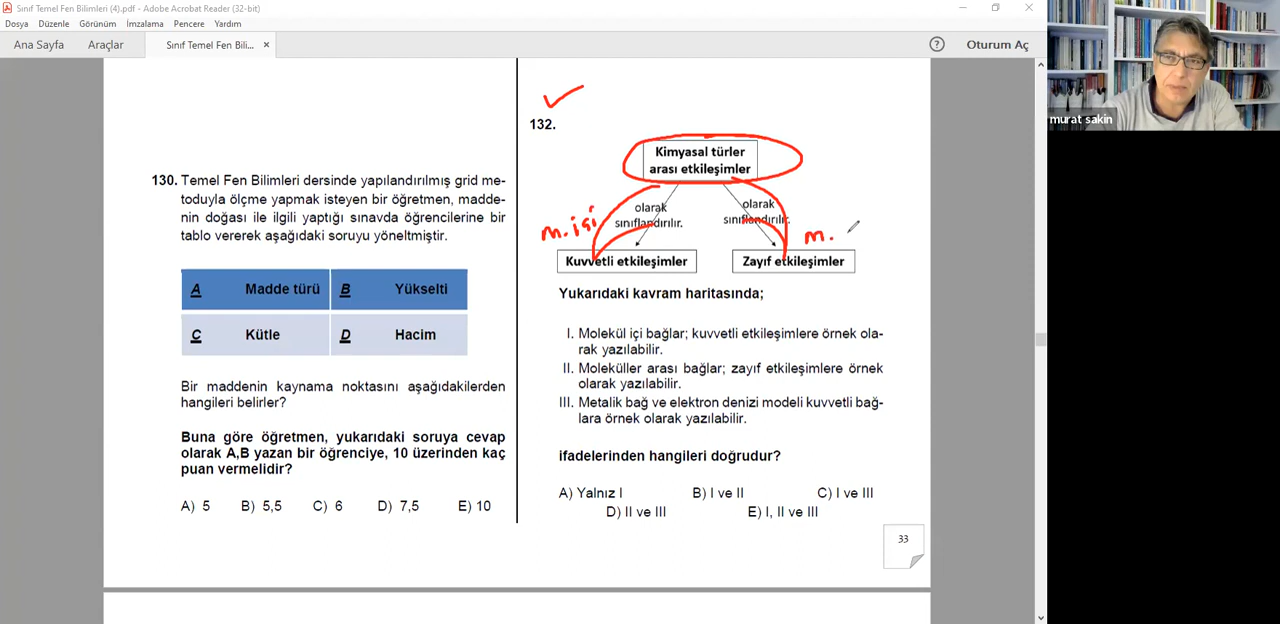 Sınıf Temel Fen Bilimleri (4).pdf - Adobe Acrobat Reader (32-bit)
Dosya Düzenle Görünüm İmzalama Pencere Yardım
Ana Sayfa Araçlar Sınıf Temel Fen Bili... × ? Oturum Aç
murat sakin
130. Temel Fen Bilimleri dersinde yapılandırılmış grid me-
toduyla ölçme yapmak isteyen bir öğretmen, madde-
nin doğası ile ilgili yaptığı sınavda öğrencilerine bir
tablo vererek aşağıdaki soruyu yöneltmiştir.
A Madde türü B Yükselti
C Kütle D Hacim
Bir maddenin kaynama noktasını aşağıdakilerden
hangileri belirler?
Buna göre öğretmen, yukarıdaki soruya cevap
olarak A,B yazan bir öğrenciye, 10 üzerinden kaç
puan vermelidir?
A) 5 B) 5,5 C) 6 D) 7,5 E) 10
132.
Kimyasal türler
arası etkileşimler
olarak
sınıflandırılır.
olarak
sınıflandırılır.
m. içi
m.
Kuvvetli etkileşimler Zayıf etkileşimler
Yukarıdaki kavram haritasında;
I. Molekül içi bağlar; kuvvetli etkileşimlere örnek ola-
rak yazılabilir.
II. Moleküller arası bağlar; zayıf etkileşimlere örnek
olarak yazılabilir.
III. Metalik bağ ve elektron denizi modeli kuvvetli bağ-
lara örnek olarak yazılabilir.
ifadelerinden hangileri doğrudur?
A) Yalnız I B) I ve II C) I ve III
D) II ve III E) I, II ve III
33